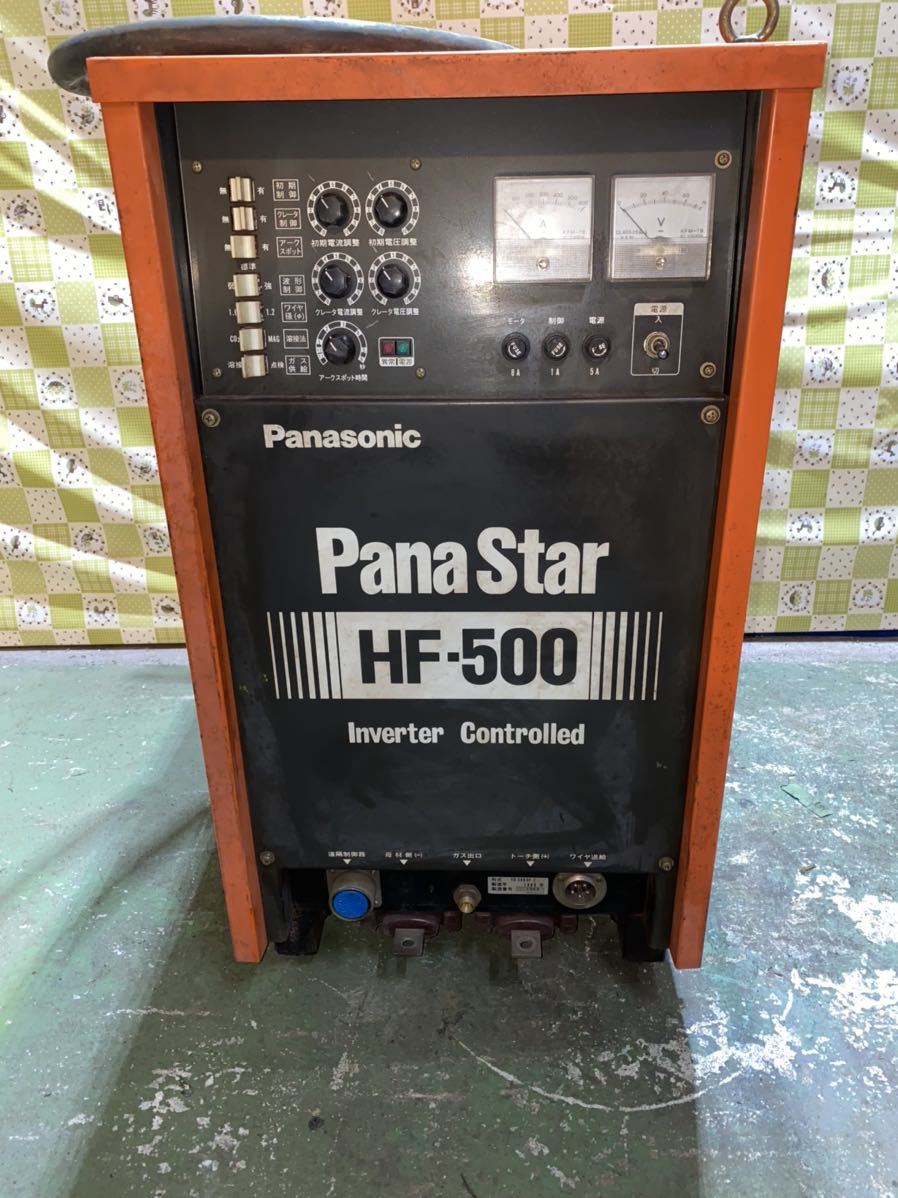 無 有 初期制御
無 有 クレータ制御
無 有 アークスポット
標準
弱 強 波形制御
1.2 ワイヤ径(φ)
MAG 溶接法
溶接 点検 ガス供給
初期電流調整 初期電圧調整
クレータ電流調整 クレータ電圧調整
秒
アークスポット時間
異常 電源
A
V
モータ 制御 電源
8A 1A 5A
電源
入
切
Panasonic
Pana Star
HF-500
Inverter Controlled
遠隔制御器 母材側(-) ガス出口 トーチ側(+) ワイヤ送給